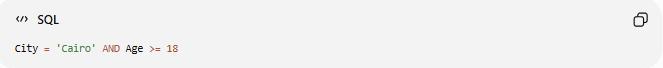 SQL
City = 'Cairo' AND Age >= 18